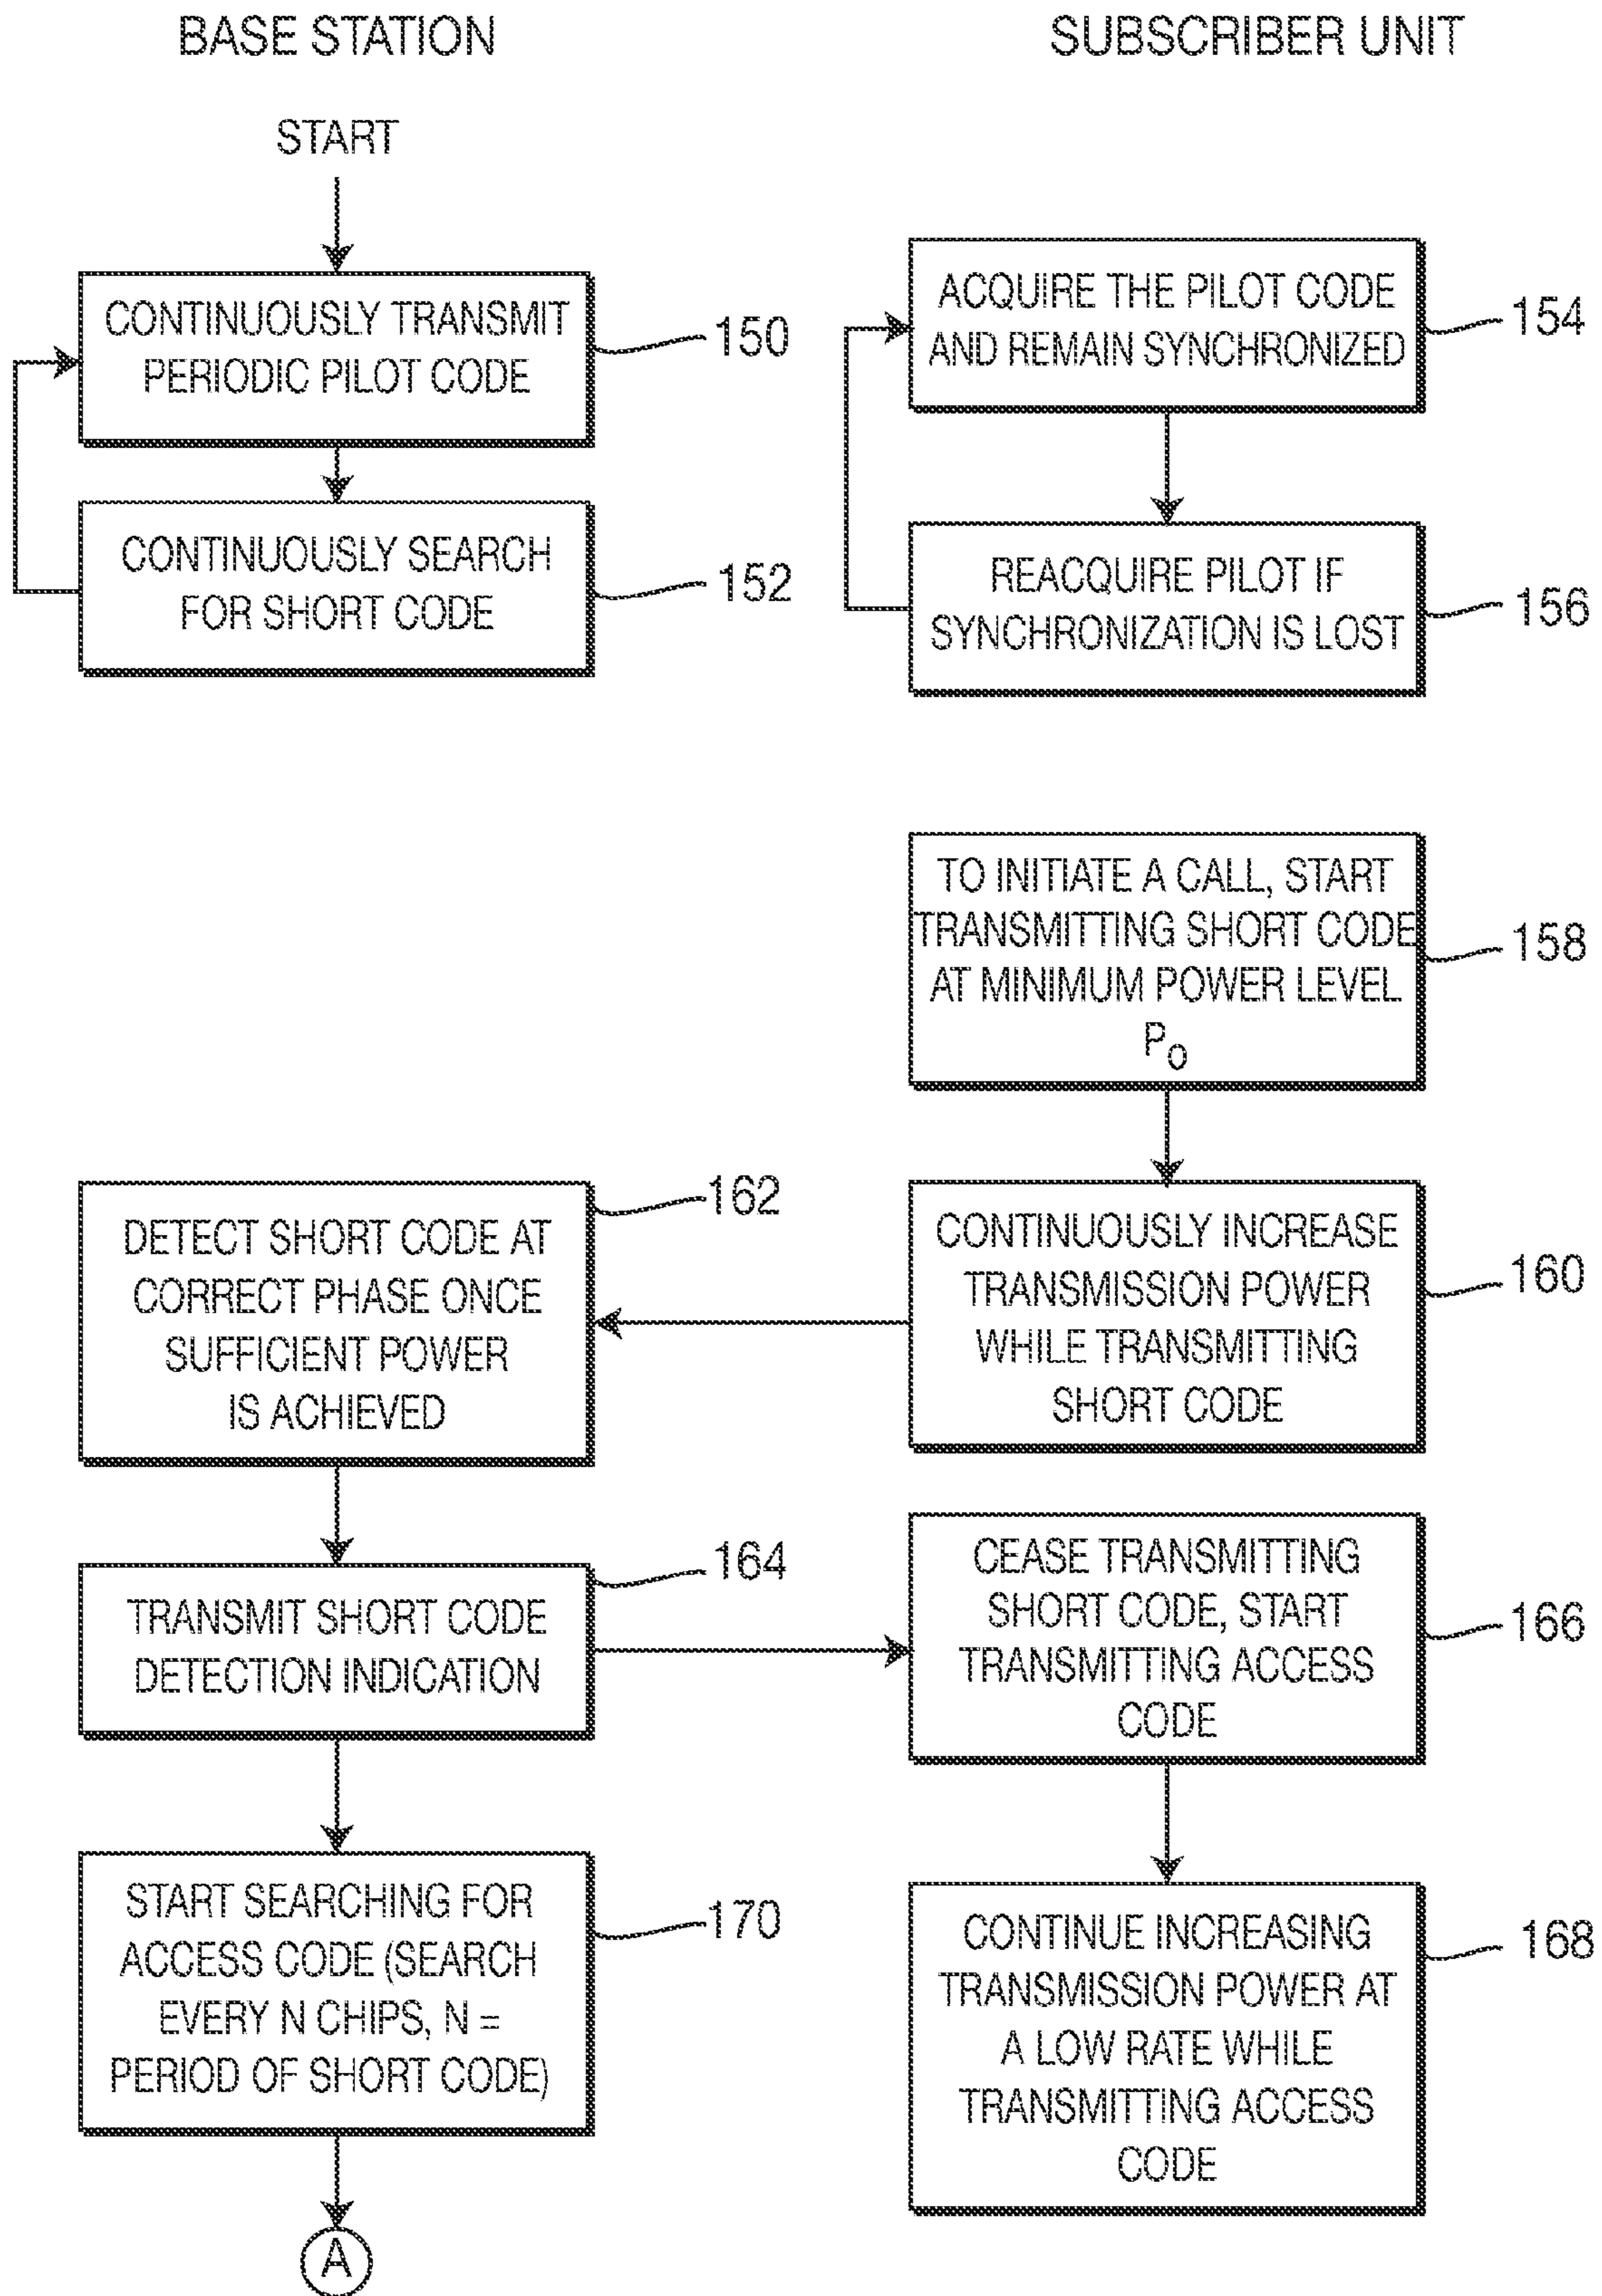 BASE STATION
SUBSCRIBER UNIT
START
CONTINUOUSLY TRANSMIT
PERIODIC PILOT CODE
150
ACQUIRE THE PILOT CODE
AND REMAIN SYNCHRONIZED
154
CONTINUOUSLY SEARCH
FOR SHORT CODE
152
REACQUIRE PILOT IF
SYNCHRONIZATION IS LOST
156
TO INITIATE A CALL, START
TRANSMITTING SHORT CODE
AT MINIMUM POWER LEVEL
P₀
158
DETECT SHORT CODE AT
CORRECT PHASE ONCE
SUFFICIENT POWER
IS ACHIEVED
162
CONTINUOUSLY INCREASE
TRANSMISSION POWER
WHILE TRANSMITTING
SHORT CODE
160
TRANSMIT SHORT CODE
DETECTION INDICATION
164
CEASE TRANSMITTING
SHORT CODE, START
TRANSMITTING ACCESS
CODE
166
START SEARCHING FOR
ACCESS CODE (SEARCH
EVERY N CHIPS, N =
PERIOD OF SHORT CODE)
170
CONTINUE INCREASING
TRANSMISSION POWER AT
A LOW RATE WHILE
TRANSMITTING ACCESS
CODE
168
A